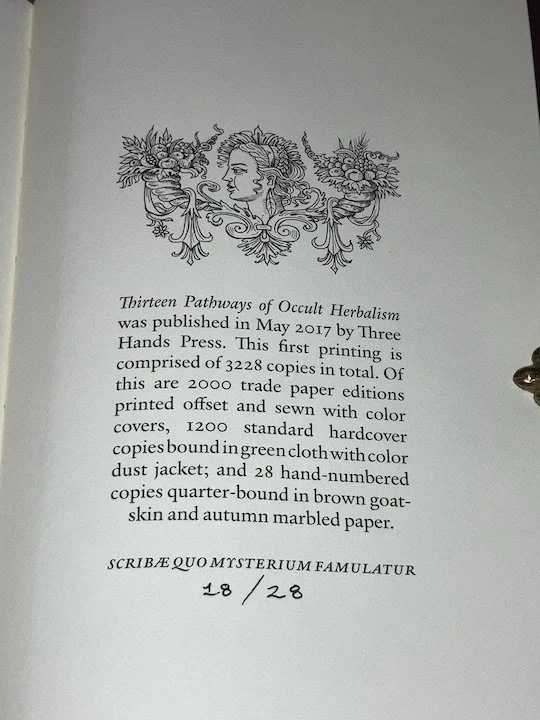 Thirteen Pathways of Occult Herbalism
was published in May 2017 by Three
Hands Press. This first printing is
comprised of 3228 copies in total. Of
this are 2000 trade paper editions
printed offset and sewn with color
covers, 1200 standard hardcover
copies bound in green cloth with color
dust jacket; and 28 hand-numbered
copies quarter-bound in brown goat-
skin and autumn marbled paper.
SCRIBÆ QUO MYSTERIUM FAMULATUR
18 / 28